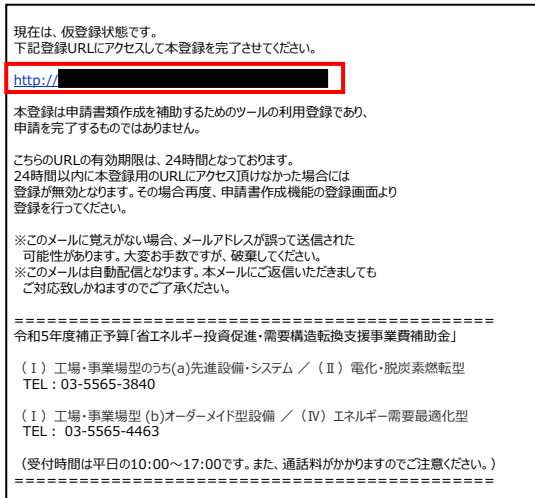 現在は、仮登録状態です。
下記登録URLにアクセスして本登録を完了させてください。
http://
本登録は申請書類作成を補助するためのツールの利用登録であり、
申請を完了するものではありません。
こちらのURLの有効期限は、24時間となっております。
24時間以内に本登録用のURLにアクセス頂けなかった場合には
登録が無効となります。その場合再度、申請書作成機能の登録画面より
登録を行ってください。
※このメールに覚えがない場合、メールアドレスが誤って送信された
可能性があります。大変お手数ですが、破棄してください。
※このメールは自動配信となります。本メールにご返信いただきましても
ご対応致しかねますのでご了承ください。
==============================================
令和5年度補正予算「省エネルギー投資促進・需要構造転換支援事業費補助金」
（Ⅰ）工場・事業場型のうち(a)先進設備・システム ／（Ⅱ）電化・脱炭素燃転型
TEL：03-5565-3840
（Ⅰ）工場・事業場型 (b)オーダーメイド型設備 ／（Ⅳ）エネルギー需要最適化型
TEL： 03-5565-4463
（受付時間は平日の10:00～17:00です。また、通話料がかかりますのでご注意ください。）
==============================================